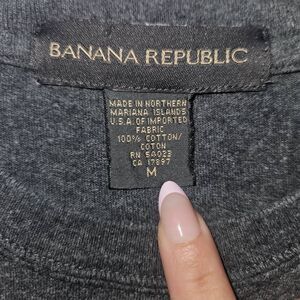 BANANA REPUBLIC
MADE IN NORTHERN
MARIANA ISLANDS
U.S.A. OF IMPORTED
FABRIC
100% COTTON/
COTON
RN 54023
CA 17897
M